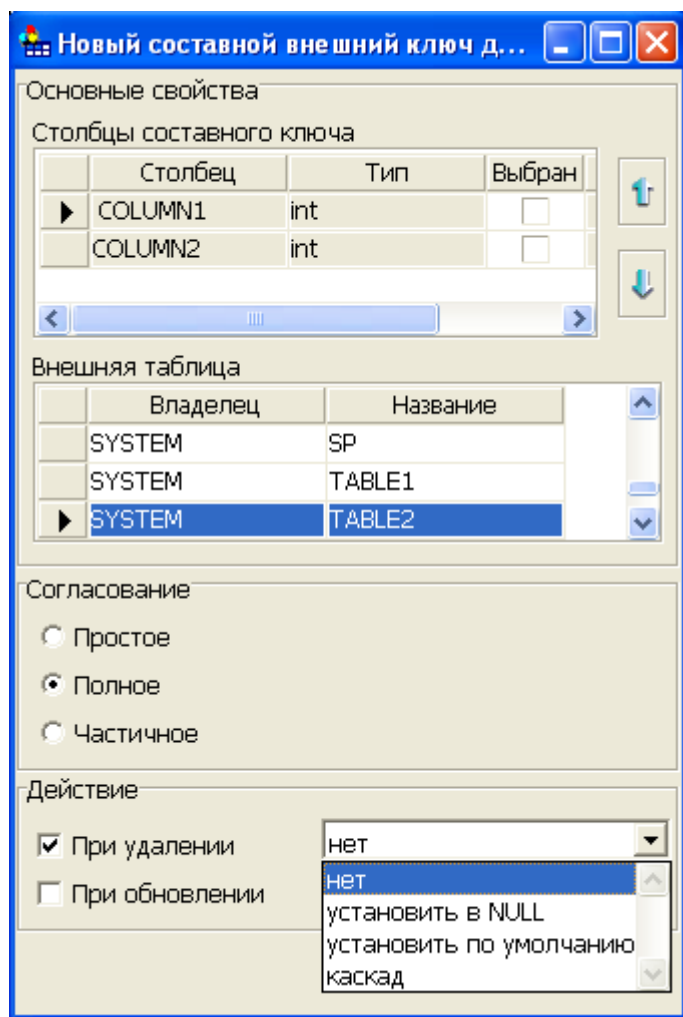 Новый составной внешний ключ д...
Основные свойства
Столбцы составного ключа
Столбец Тип Выбран
COLUMN1 int
COLUMN2 int
Внешняя таблица
Владелец Название
SYSTEM SP
SYSTEM TABLE1
SYSTEM TABLE2
Согласование
Простое
Полное
Частичное
Действие
При удалении нет
нет
При обновлении
установить в NULL
установить по умолчанию
каскад